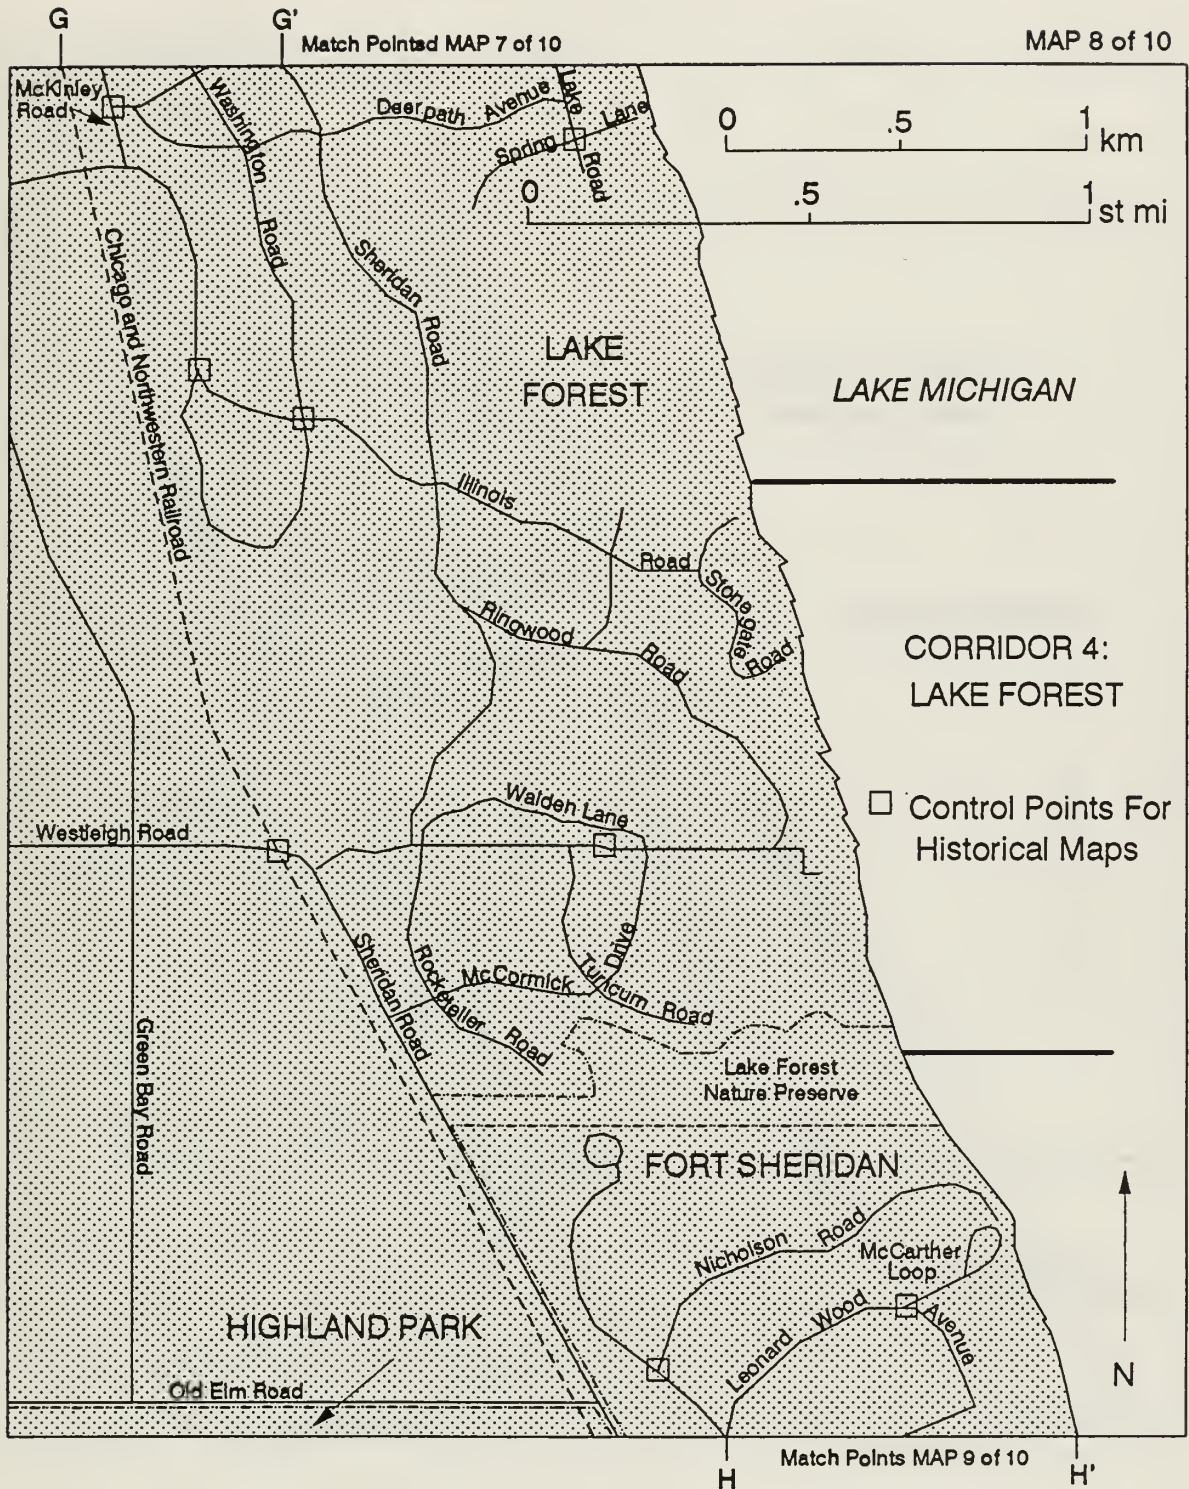 G
G'
Match Pointsd MAP 7 of 10
MAP 8 of 10
McKinley
Road
Washington
Road
Deerpath Avenue
Lake
Road
Spring Lane
0 .5 1
km
0 .5 1
st mi
Chicago and Northwestern Railroad
Sheridan
Road
LAKE
FOREST
LAKE MICHIGAN
Illinois
Road
Stone
gate
Road
Ringwood
Road
CORRIDOR 4:
LAKE FOREST
Control Points For
Historical Maps
Walden Lane
Westleigh Road
Sheridan Road
Rockefeller Road
McCormick
Drive
Turicum Road
Green Bay Road
Lake Forest
Nature Preserve
FORT SHERIDAN
Nicholson Road
McCarther
Loop
Leonard Wood
Avenue
HIGHLAND PARK
Old Elm Road
N
Match Points MAP 9 of 10
H
H'